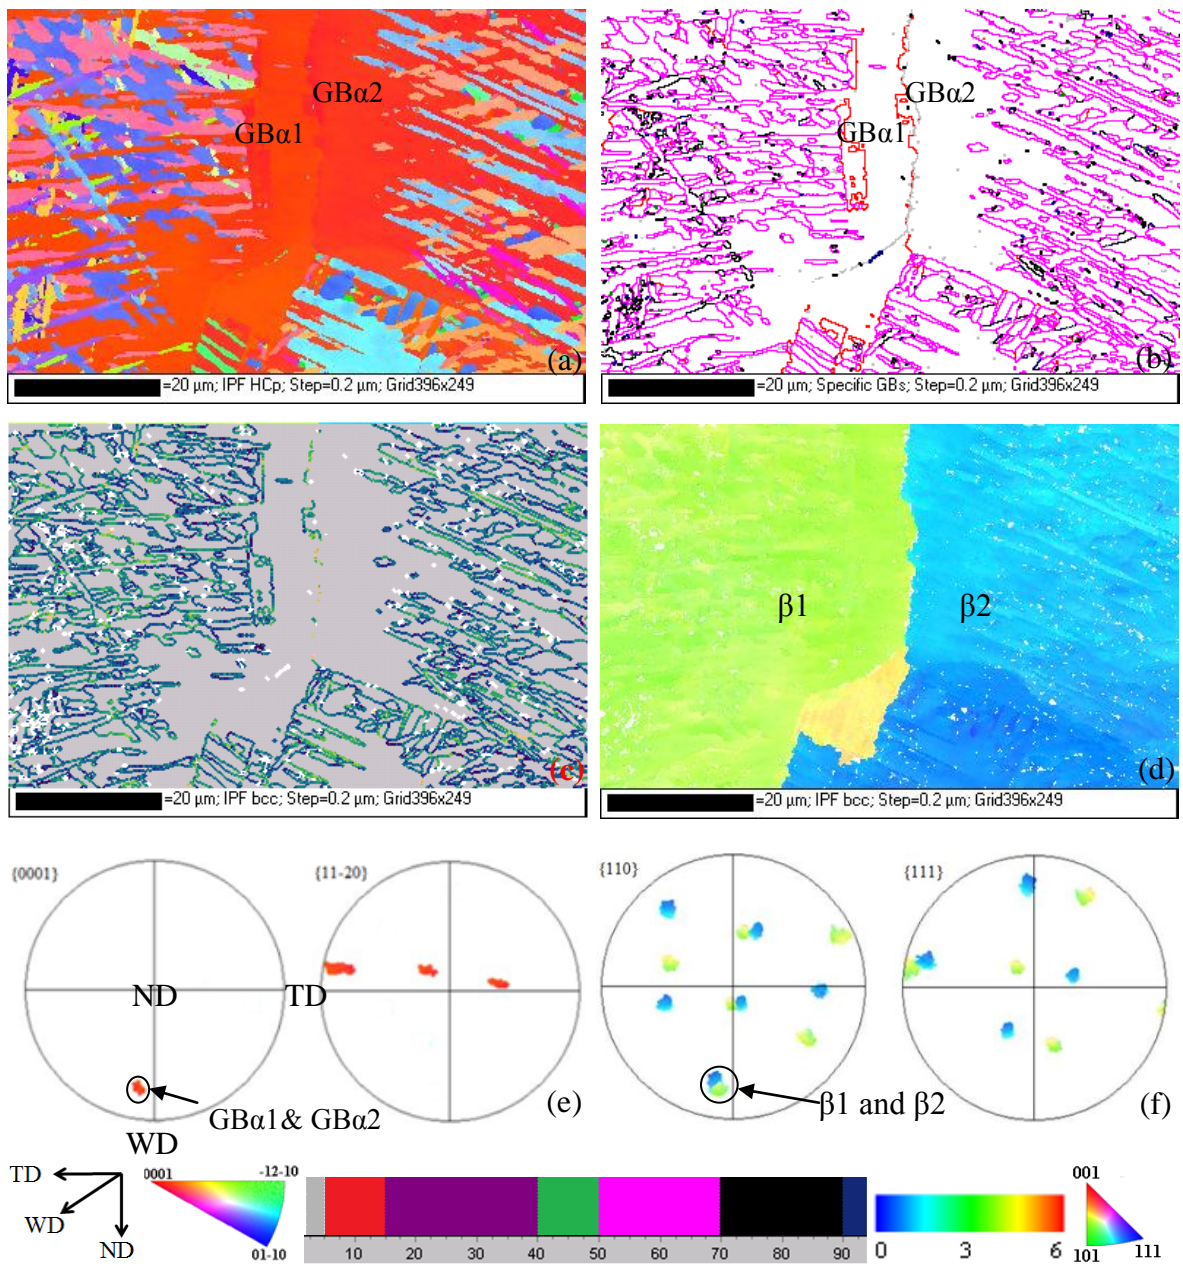 GBα2
GBα1
(a)
=20 µm; IPF HCp; Step=0.2 µm; Grid396x249
GBα2
GBα1
(b)
=20 µm; Specific GBs; Step=0.2 µm; Grid396x249
(c)
=20 µm; IPF bcc; Step=0.2 µm; Grid396x249
β1
β2
(d)
=20 µm; IPF bcc; Step=0.2 µm; Grid396x249
{0001}
{11-20}
ND
TD
GBα1& GBα2
WD
(e)
{110}
{111}
β1 and β2
(f)
TD
WD
ND
0001
-12-10
01-10
10 20 30 40 50 60 70 80 90
0 3 6
001
101
111